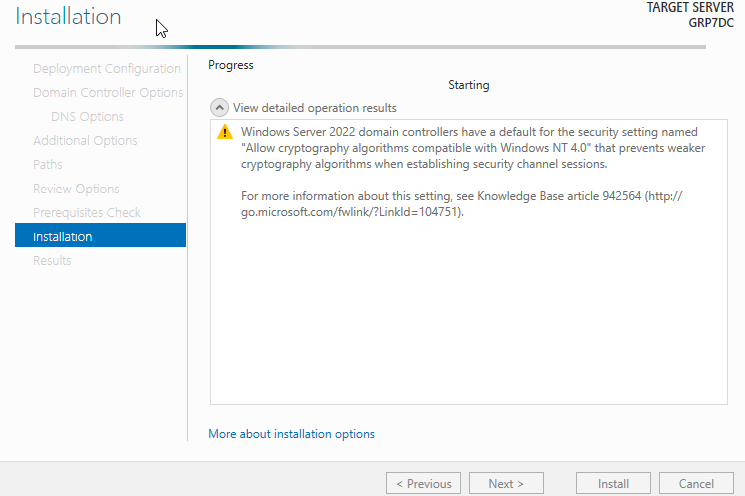 Installation
TARGET SERVER
GRP7DC
Deployment Configuration
Domain Controller Options
DNS Options
Additional Options
Paths
Review Options
Prerequisites Check
Installation
Results
Progress
Starting
View detailed operation results
Windows Server 2022 domain controllers have a default for the security setting named
"Allow cryptography algorithms compatible with Windows NT 4.0" that prevents weaker
cryptography algorithms when establishing security channel sessions.
For more information about this setting, see Knowledge Base article 942564 (http://
go.microsoft.com/fwlink/?LinkId=104751).
More about installation options
< Previous
Next >
Install
Cancel